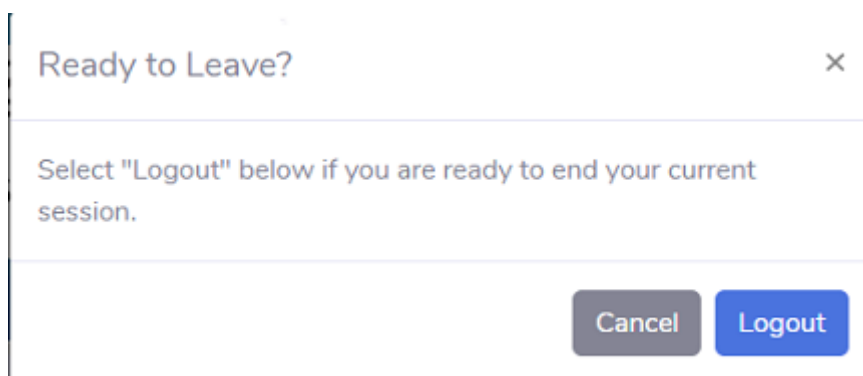 Ready to Leave? ×
Select "Logout" below if you are ready to end your current
session.
Cancel Logout